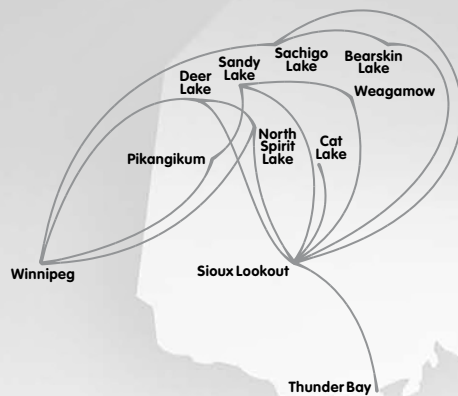 Sachigo
Lake
Bearskin
Lake
Sandy
Lake
Deer
Lake
Weagamow
North
Spirit
Lake
Cat
Lake
Pikangikum
Winnipeg
Sioux Lookout
Thunder Bay